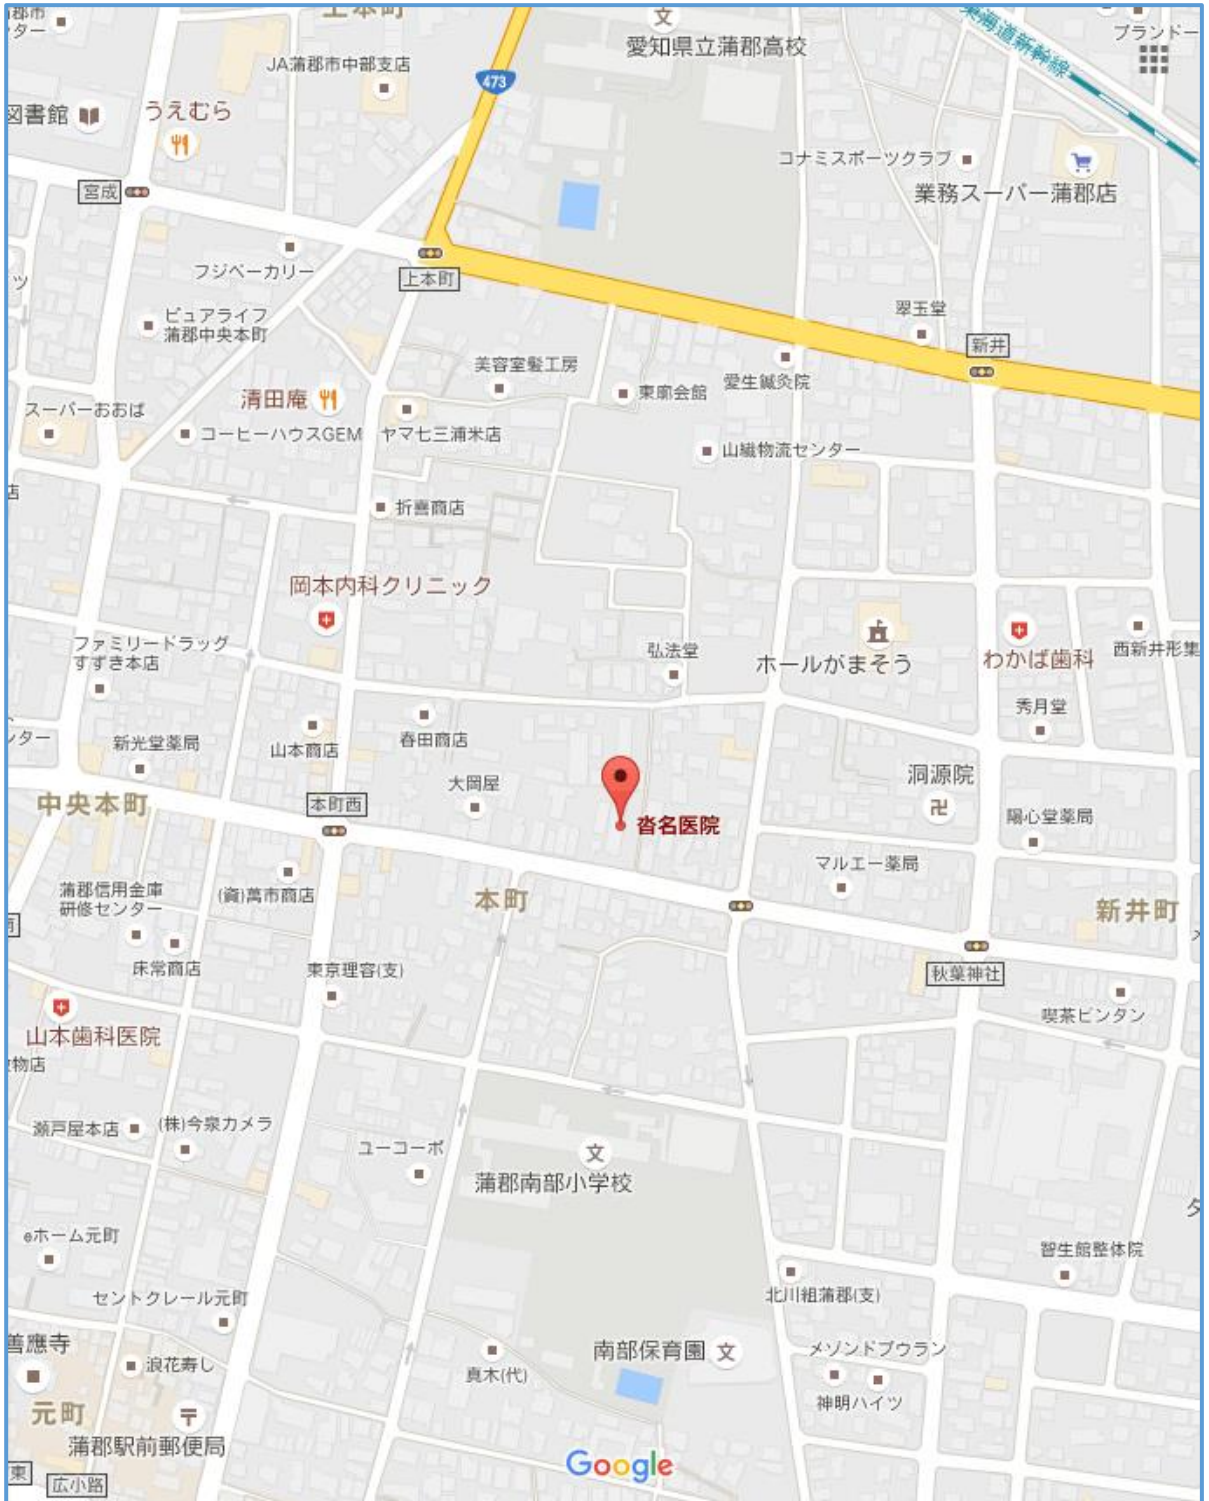 上本町
愛知県立蒲郡高校
東海道新幹線
ブランドー
JA蒲郡市中部支店
473
図書館
うえむら
コナミスポーツクラブ
業務スーパー蒲郡店
宮成
フジベーカリー
上本町
ピュアライフ
蒲郡中央本町
翠玉堂
新井
美容室髪工房
愛生鍼灸院
東廓会館
清田庵
スーパーおおば
コーヒーハウスGEM
ヤマ七三浦米店
山繊物流センター
店
折喜商店
岡本内科クリニック
ファミリードラッグ
すずき本店
弘法堂
ホールがまそう
わかば歯科
西新井形集
秀月堂
ンター
新光堂薬局
山本商店
春田商店
大岡屋
洞源院
中央本町
本町西
沓名医院
陽心堂薬局
マルエー薬局
蒲郡信用金庫
研修センター
(資)萬市商店
本町
新井町
床常商店
東京理容(支)
秋葉神社
喫茶ビンタン
山本歯科医院
物店
瀬戸屋本店
(株)今泉カメラ
ユーコーポ
蒲郡南部小学校
eホーム元町
智生館整体院
セントクレール元町
北川組蒲郡(支)
善應寺
浪花寿し
真木(代)
南部保育園
メゾンドブウラン
神明ハイツ
元町
蒲郡駅前郵便局
Google
東
広小路